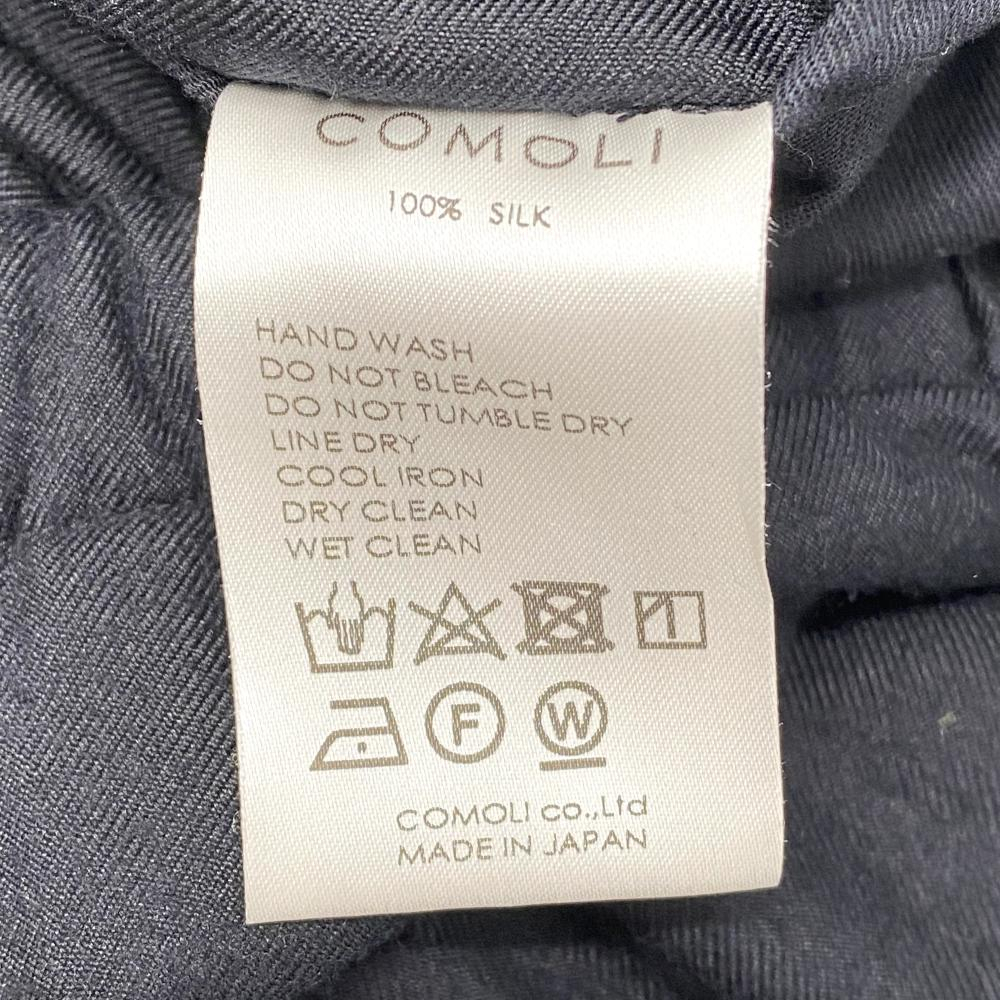 COMOLI
100% SILK
HAND WASH
DO NOT BLEACH
DO NOT TUMBLE DRY
LINE DRY
COOL IRON
DRY CLEAN
WET CLEAN
F W
COMOLI co.,Ltd
MADE IN JAPAN